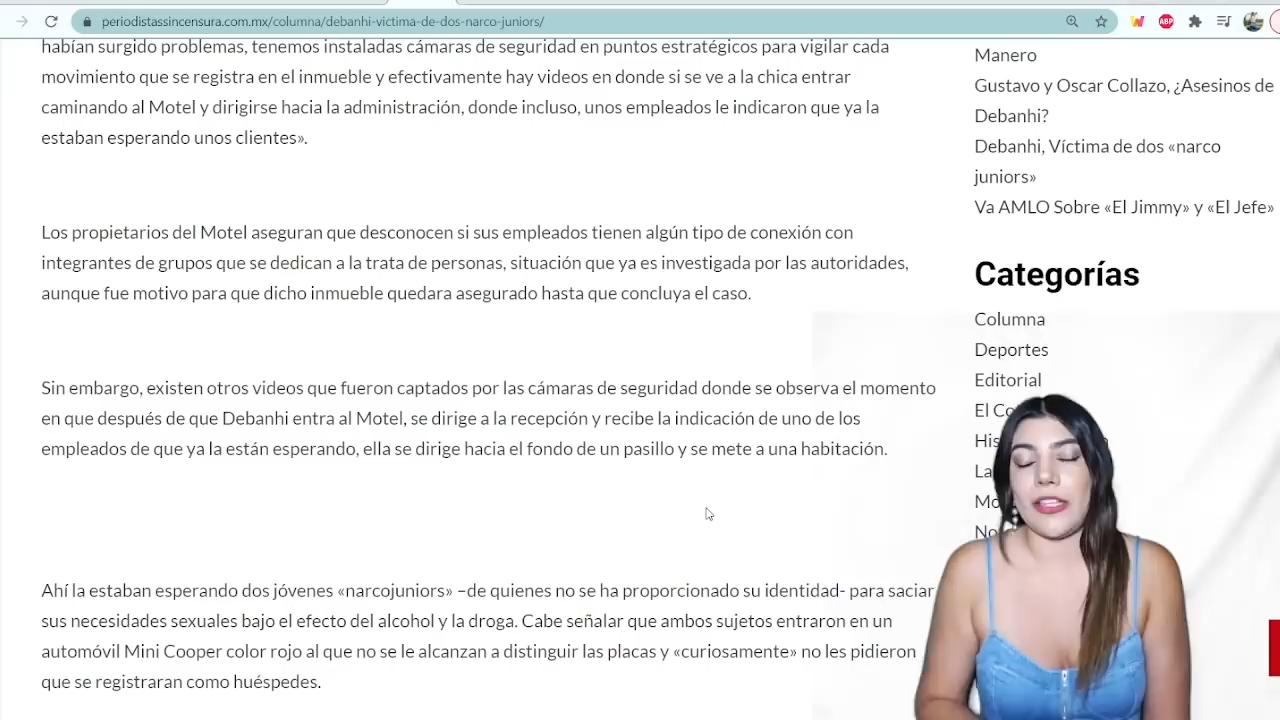 periodistassincensura.com.mx/columna/debanhi-victima-de-dos-narco-juniors/
ABP
habían surgido problemas, tenemos instaladas cámaras de seguridad en puntos estratégicos para vigilar cada
movimiento que se registra en el inmueble y efectivamente hay videos en donde si se ve a la chica entrar
caminando al Motel y dirigirse hacia la administración, donde incluso, unos empleados le indicaron que ya la
estaban esperando unos clientes».
Los propietarios del Motel aseguran que desconocen si sus empleados tienen algún tipo de conexión con
integrantes de grupos que se dedican a la trata de personas, situación que ya es investigada por las autoridades,
aunque fue motivo para que dicho inmueble quedara asegurado hasta que concluya el caso.
Sin embargo, existen otros videos que fueron captados por las cámaras de seguridad donde se observa el momento
en que después de que Debanhi entra al Motel, se dirige a la recepción y recibe la indicación de uno de los
empleados de que ya la están esperando, ella se dirige hacia el fondo de un pasillo y se mete a una habitación.
Ahí la estaban esperando dos jóvenes «narcojuniors» –de quienes no se ha proporcionado su identidad- para saciar
sus necesidades sexuales bajo el efecto del alcohol y la droga. Cabe señalar que ambos sujetos entraron en un
automóvil Mini Cooper color rojo al que no se le alcanzan a distinguir las placas y «curiosamente» no les pidieron
que se registraran como huéspedes.
Manero
Gustavo y Oscar Collazo, ¿Asesinos de
Debanhi?
Debanhi, Víctima de dos «narco
juniors»
Va AMLO Sobre «El Jimmy» y «El Jefe»
Categorías
Columna
Deportes
Editorial
El Co
His
La
Mo
No